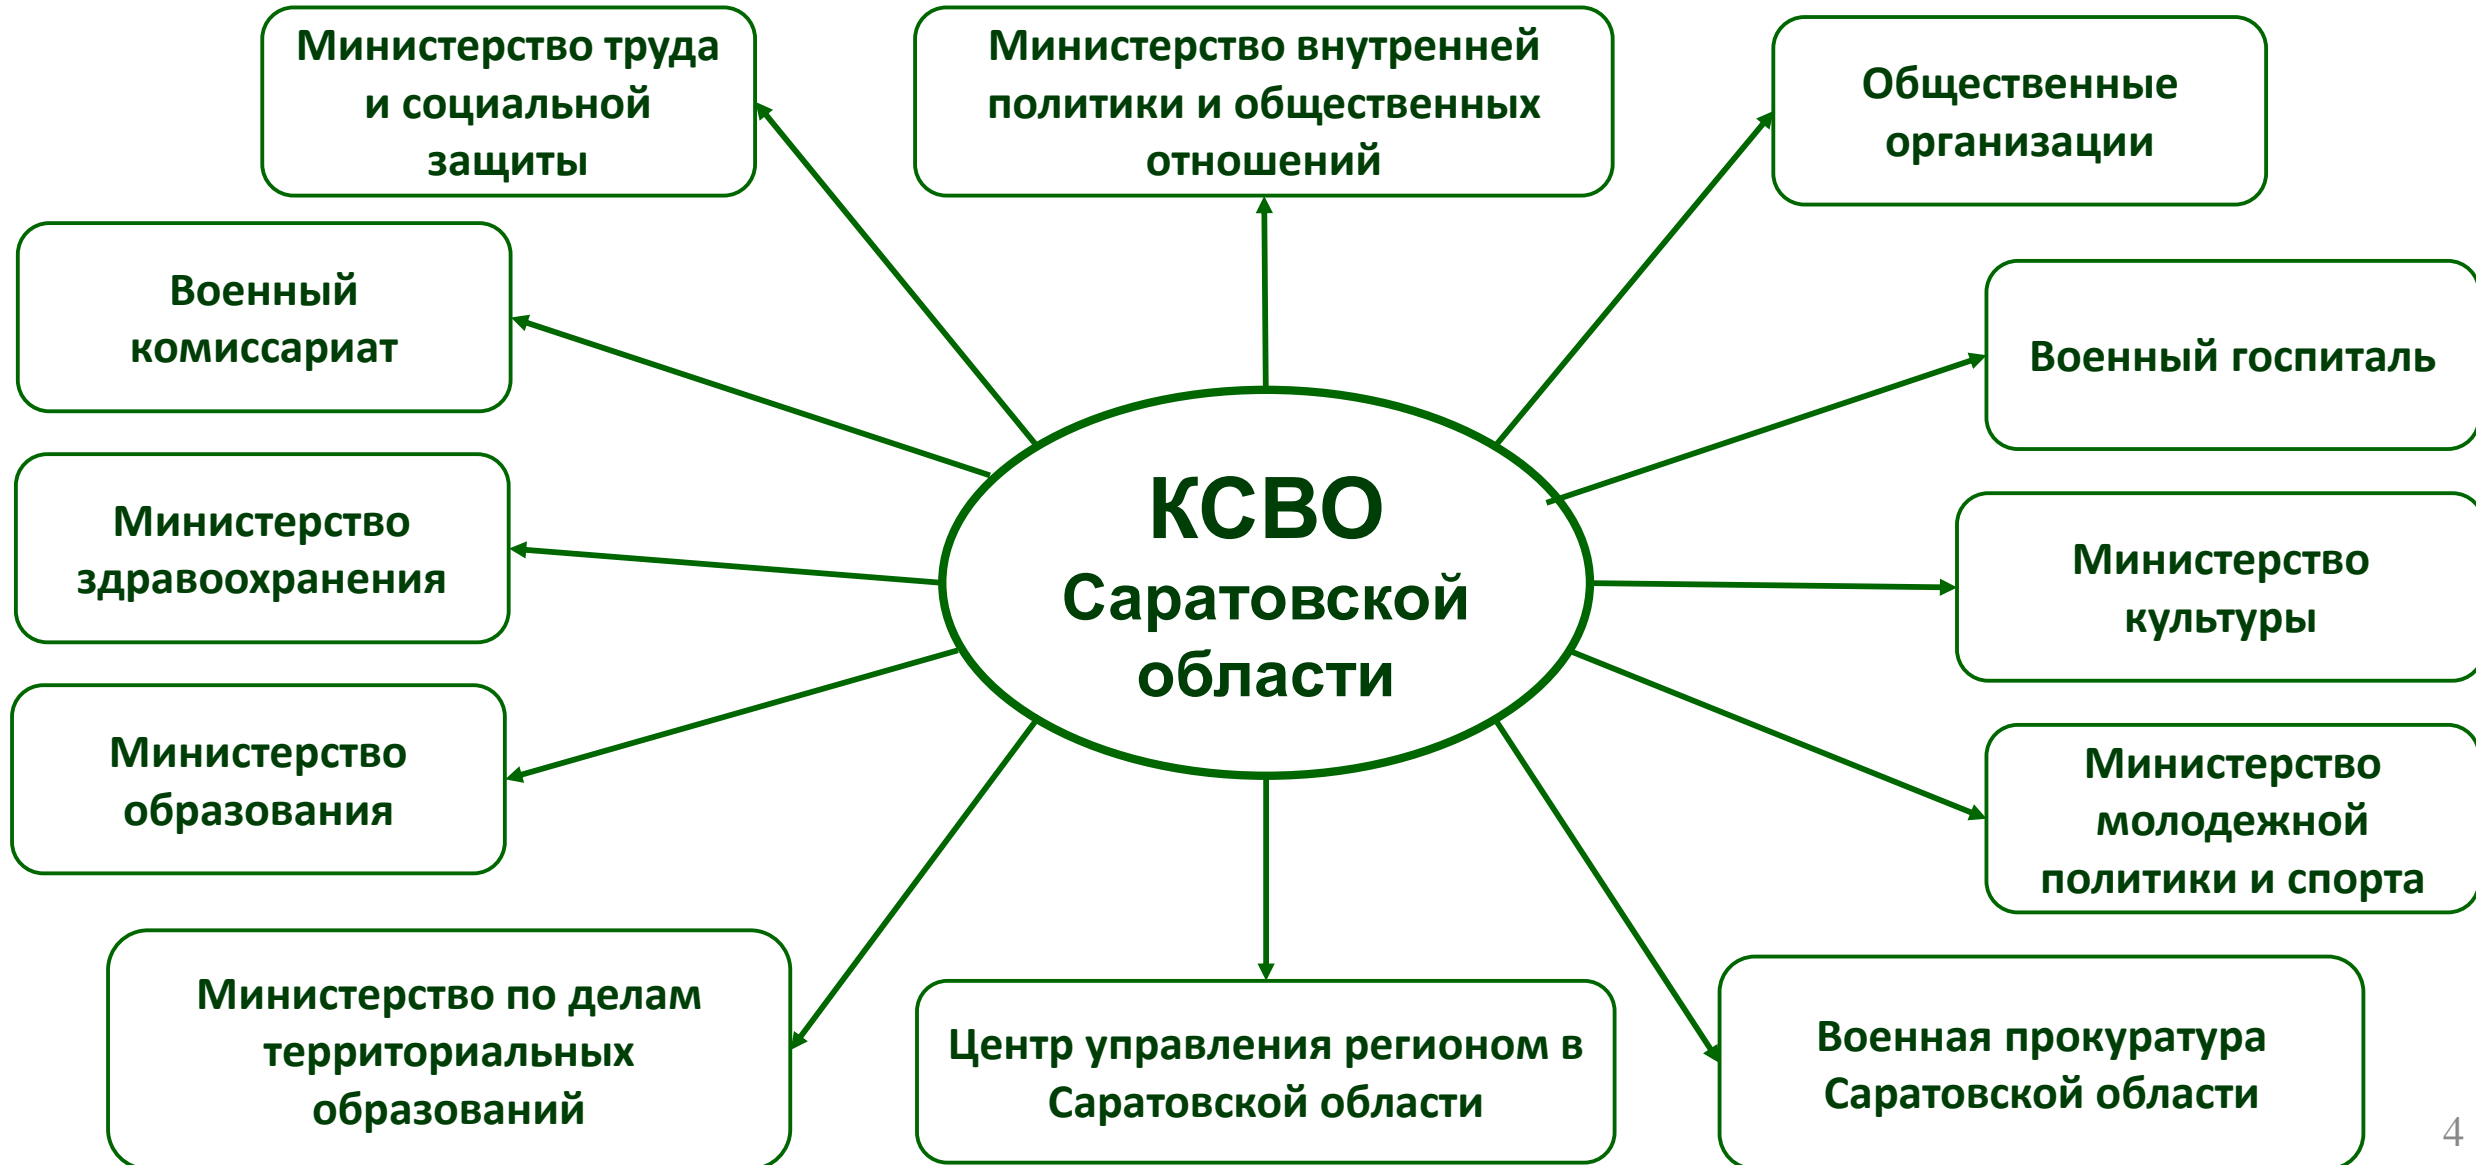 Министерство труда
и социальной
защиты
Министерство внутренней
политики и общественных
отношений
Общественные
организации
Военный
комиссариат
Военный госпиталь
КСВО
Саратовской
области
Министерство
здравоохранения
Министерство
культуры
Министерство
образования
Министерство
молодежной
политики и спорта
Министерство по делам
территориальных
образований
Центр управления регионом в
Саратовской области
Военная прокуратура
Саратовской области
4